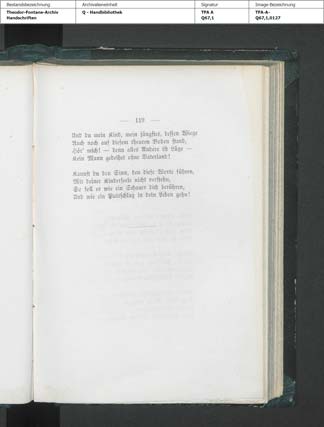 Bestandsbezeichnung Archivalieneinheit Signatur Image-Bezeichnung
Theodor-Fontane-Archiv Q - Handbibliothek TFA A TFA-A-
Handschriften Q67,1 Q67,1,0127
— 119 —
Und du mein Kind, mein jüngster, dessen Wiege
Auch noch auf diesem theuren Boden stand,
Hör' mich! — denn alles Andere ist Lüge —
Kein Mann gedeihet ohne Vaterland!
Kannst du den Sinn, den diese Worte führen,
Mit deiner Kinderseele nicht verstehn,
So soll es wie ein Schauer dich berühren,
Und wie ein Pulsschlag in dein Leben gehn!